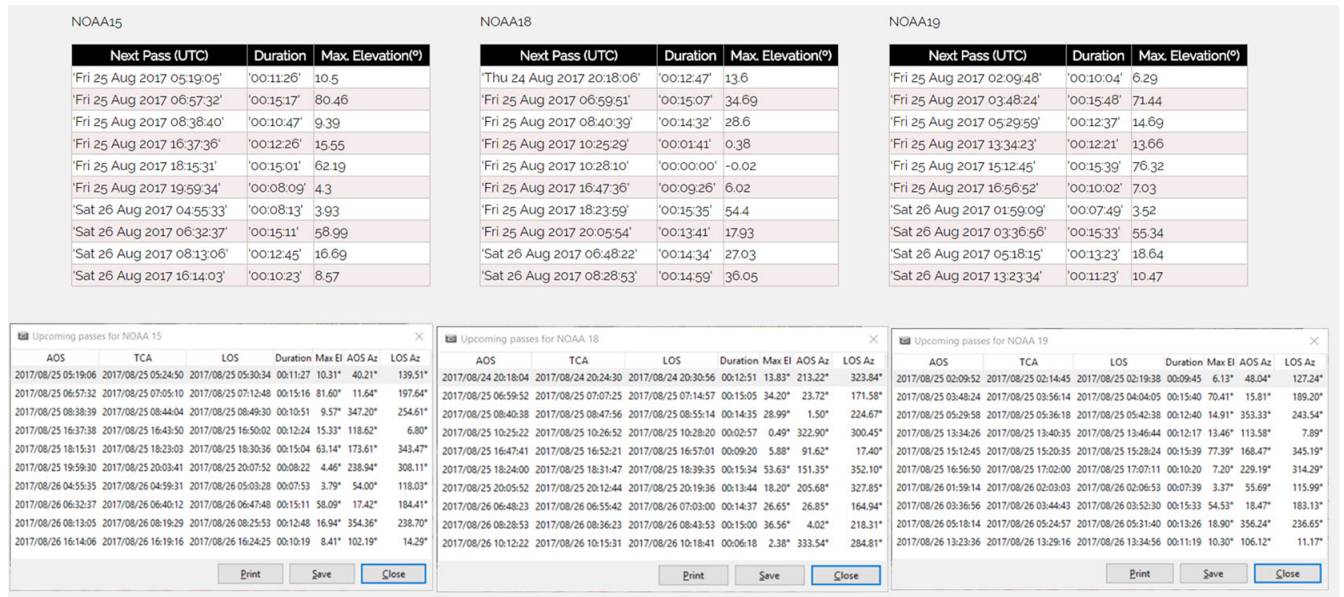 NOAA15
Next Pass (UTC) Duration Max. Elevation(º)
'Fri 25 Aug 2017 05:19:05' '00:11:26' 10.5
'Fri 25 Aug 2017 06:57:32' '00:15:17' 80.46
'Fri 25 Aug 2017 08:38:40' '00:10:47' 9.39
'Fri 25 Aug 2017 16:37:36' '00:12:26' 15.55
'Fri 25 Aug 2017 18:15:31' '00:15:01' 62.19
'Fri 25 Aug 2017 19:59:34' '00:08:09' 4.3
'Sat 26 Aug 2017 04:55:33' '00:08:13' 3.93
'Sat 26 Aug 2017 06:32:37' '00:15:11' 58.99
'Sat 26 Aug 2017 08:13:06' '00:12:45' 16.69
'Sat 26 Aug 2017 16:14:03' '00:10:23' 8.57
NOAA18
Next Pass (UTC) Duration Max. Elevation(º)
'Thu 24 Aug 2017 20:18:06' '00:12:47' 13.6
'Fri 25 Aug 2017 06:59:51' '00:15:07' 34.69
'Fri 25 Aug 2017 08:40:39' '00:14:32' 28.6
'Fri 25 Aug 2017 10:25:29' '00:01:41' 0.38
'Fri 25 Aug 2017 10:28:10' '00:00:00' -0.02
'Fri 25 Aug 2017 16:47:36' '00:09:26' 6.02
'Fri 25 Aug 2017 18:23:59' '00:15:35' 54.4
'Fri 25 Aug 2017 20:05:54' '00:13:41' 17.93
'Sat 26 Aug 2017 06:48:22' '00:14:34' 27.03
'Sat 26 Aug 2017 08:28:53' '00:14:59' 36.05
NOAA19
Next Pass (UTC) Duration Max. Elevation(º)
'Fri 25 Aug 2017 02:09:48' '00:10:04' 6.29
'Fri 25 Aug 2017 03:48:24' '00:15:48' 71.44
'Fri 25 Aug 2017 05:29:59' '00:12:37' 14.69
'Fri 25 Aug 2017 13:34:23' '00:12:21' 13.66
'Fri 25 Aug 2017 15:12:45' '00:15:39' 76.32
'Fri 25 Aug 2017 16:56:52' '00:10:02' 7.03
'Sat 26 Aug 2017 01:59:09' '00:07:49' 3.52
'Sat 26 Aug 2017 03:36:56' '00:15:33' 55.34
'Sat 26 Aug 2017 05:18:15' '00:13:23' 18.64
'Sat 26 Aug 2017 13:23:34' '00:11:23' 10.47
Upcoming passes for NOAA 15
AOS TCA LOS Duration Max El AOS Az LOS Az
2017/08/25 05:19:06 2017/08/25 05:24:50 2017/08/25 05:30:34 00:11:27 10.31° 40.21° 139.51°
2017/08/25 06:57:32 2017/08/25 07:05:10 2017/08/25 07:12:48 00:15:16 81.60° 11.64° 197.64°
2017/08/25 08:38:39 2017/08/25 08:44:04 2017/08/25 08:49:30 00:10:51 9.57° 347.20° 254.61°
2017/08/25 16:37:38 2017/08/25 16:43:50 2017/08/25 16:50:02 00:12:24 15.33° 118.62° 6.80°
2017/08/25 18:15:31 2017/08/25 18:23:03 2017/08/25 18:30:36 00:15:04 63.14° 173.61° 343.47°
2017/08/25 19:59:30 2017/08/25 20:03:41 2017/08/25 20:07:52 00:08:22 4.46° 238.94° 308.11°
2017/08/26 04:55:35 2017/08/26 04:59:31 2017/08/26 05:03:28 00:07:53 3.79° 54.00° 118.03°
2017/08/26 06:32:37 2017/08/26 06:40:12 2017/08/26 06:47:48 00:15:11 58.09° 17.42° 184.41°
2017/08/26 08:13:05 2017/08/26 08:19:29 2017/08/26 08:25:53 00:12:48 16.94° 354.36° 238.70°
2017/08/26 16:14:06 2017/08/26 16:19:16 2017/08/26 16:24:25 00:10:19 8.41° 102.19° 14.29°
Print Save Close
Upcoming passes for NOAA 18
AOS TCA LOS Duration Max El AOS Az LOS Az
2017/08/24 20:18:04 2017/08/24 20:24:30 2017/08/24 20:30:56 00:12:51 13.83° 213.22° 323.84°
2017/08/25 06:59:52 2017/08/25 07:07:25 2017/08/25 07:14:57 00:15:05 34.20° 23.72° 171.58°
2017/08/25 08:40:38 2017/08/25 08:47:56 2017/08/25 08:55:14 00:14:35 28.99° 1.50° 224.67°
2017/08/25 10:25:22 2017/08/25 10:26:52 2017/08/25 10:28:20 00:02:57 0.49° 322.90° 300.45°
2017/08/25 16:47:41 2017/08/25 16:52:21 2017/08/25 16:57:01 00:09:20 5.88° 91.62° 17.40°
2017/08/25 18:24:00 2017/08/25 18:31:47 2017/08/25 18:39:35 00:15:34 53.63° 151.35° 352.10°
2017/08/25 20:05:52 2017/08/25 20:12:44 2017/08/25 20:19:36 00:13:44 18.20° 205.68° 327.85°
2017/08/26 06:48:23 2017/08/26 06:55:42 2017/08/26 07:03:00 00:14:37 26.65° 26.85° 164.94°
2017/08/26 08:28:53 2017/08/26 08:36:23 2017/08/26 08:43:53 00:15:00 36.56° 4.02° 218.31°
2017/08/26 10:12:22 2017/08/26 10:15:31 2017/08/26 10:18:41 00:06:18 2.38° 333.54° 284.81°
Print Save Close
Upcoming passes for NOAA 19
AOS TCA LOS Duration Max El AOS Az LOS Az
2017/08/25 02:09:52 2017/08/25 02:14:45 2017/08/25 02:19:38 00:09:45 6.13° 48.04° 127.24°
2017/08/25 03:48:24 2017/08/25 03:56:14 2017/08/25 04:04:05 00:15:40 70.41° 15.81° 189.20°
2017/08/25 05:29:58 2017/08/25 05:36:18 2017/08/25 05:42:38 00:12:40 14.91° 353.33° 243.54°
2017/08/25 13:34:26 2017/08/25 13:40:35 2017/08/25 13:46:44 00:12:17 13.46° 113.58° 7.89°
2017/08/25 15:12:45 2017/08/25 15:20:35 2017/08/25 15:28:24 00:15:39 77.39° 168.47° 345.19°
2017/08/25 16:56:50 2017/08/25 17:02:00 2017/08/25 17:07:11 00:10:20 7.20° 229.19° 314.29°
2017/08/26 01:59:14 2017/08/26 02:03:03 2017/08/26 02:06:53 00:07:39 3.37° 55.69° 115.99°
2017/08/26 03:36:56 2017/08/26 03:44:43 2017/08/26 03:52:30 00:15:33 54.53° 18.47° 183.13°
2017/08/26 05:18:14 2017/08/26 05:24:57 2017/08/26 05:31:40 00:13:26 18.90° 356.24° 236.65°
2017/08/26 13:23:36 2017/08/26 13:29:16 2017/08/26 13:34:56 00:11:19 10.30° 106.12° 11.17°
Print Save Close